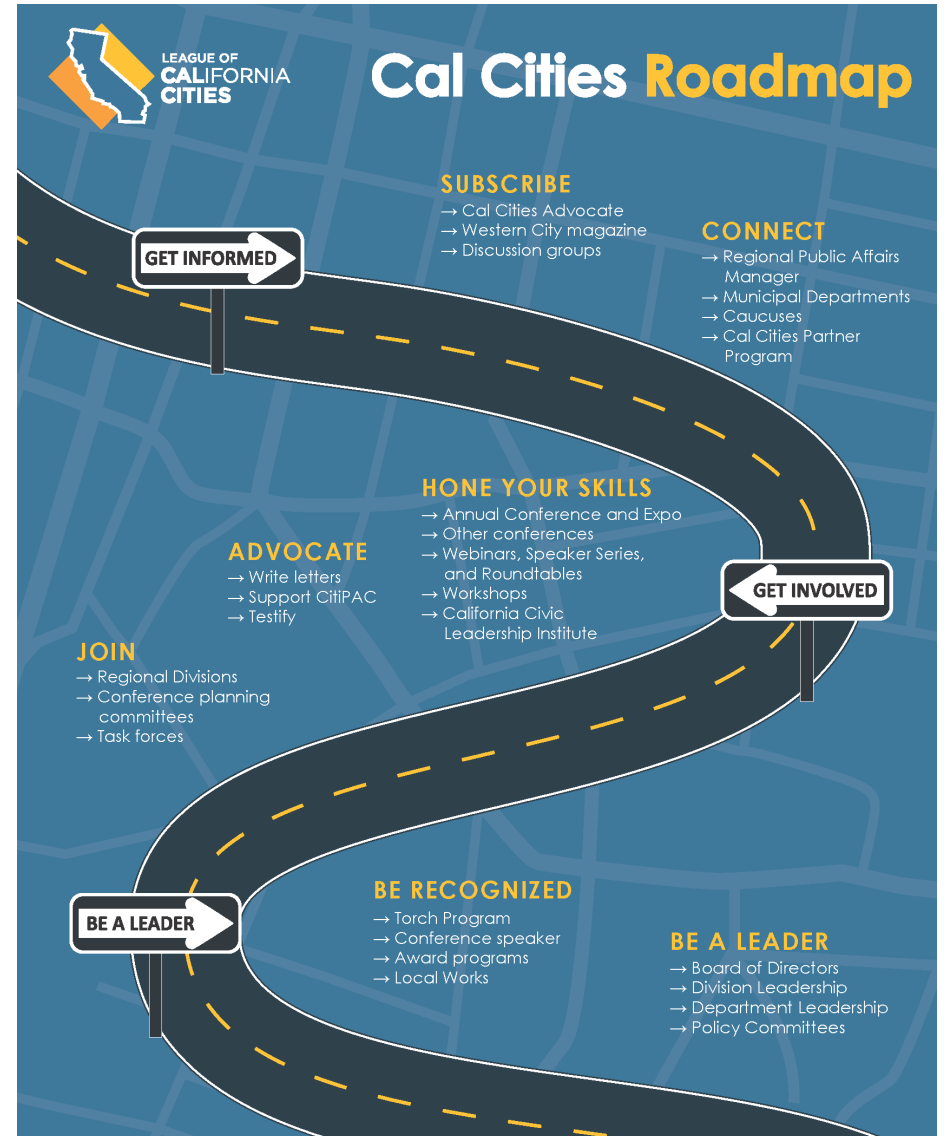 LEAGUE OF
CALIFORNIA
CITIES
Cal Cities Roadmap
SUBSCRIBE
→ Cal Cities Advocate
→ Western City magazine
→ Discussion groups
CONNECT
→ Regional Public Affairs
Manager
→ Municipal Departments
→ Caucuses
→ Cal Cities Partner
Program
GET INFORMED
HONE YOUR SKILLS
→ Annual Conference and Expo
→ Other conferences
→ Webinars, Speaker Series,
and Roundtables
→ Workshops
→ California Civic
Leadership Institute
ADVOCATE
→ Write letters
→ Support CitiPAC
→ Testify
GET INVOLVED
JOIN
→ Regional Divisions
→ Conference planning
committees
→ Task forces
BE A LEADER
BE RECOGNIZED
→ Torch Program
→ Conference speaker
→ Award programs
→ Local Works
BE A LEADER
→ Board of Directors
→ Division Leadership
→ Department Leadership
→ Policy Committees